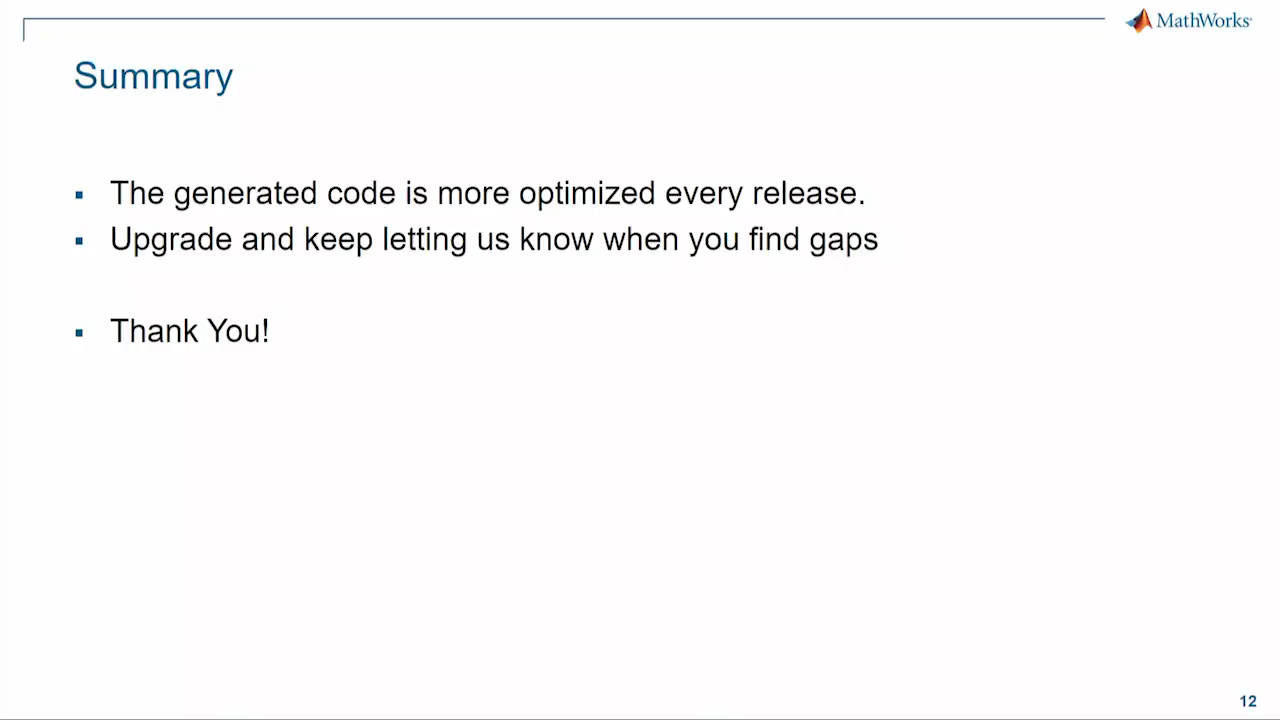 MathWorks
Summary
▪ The generated code is more optimized every release.
▪ Upgrade and keep letting us know when you find gaps
▪ Thank You!
12